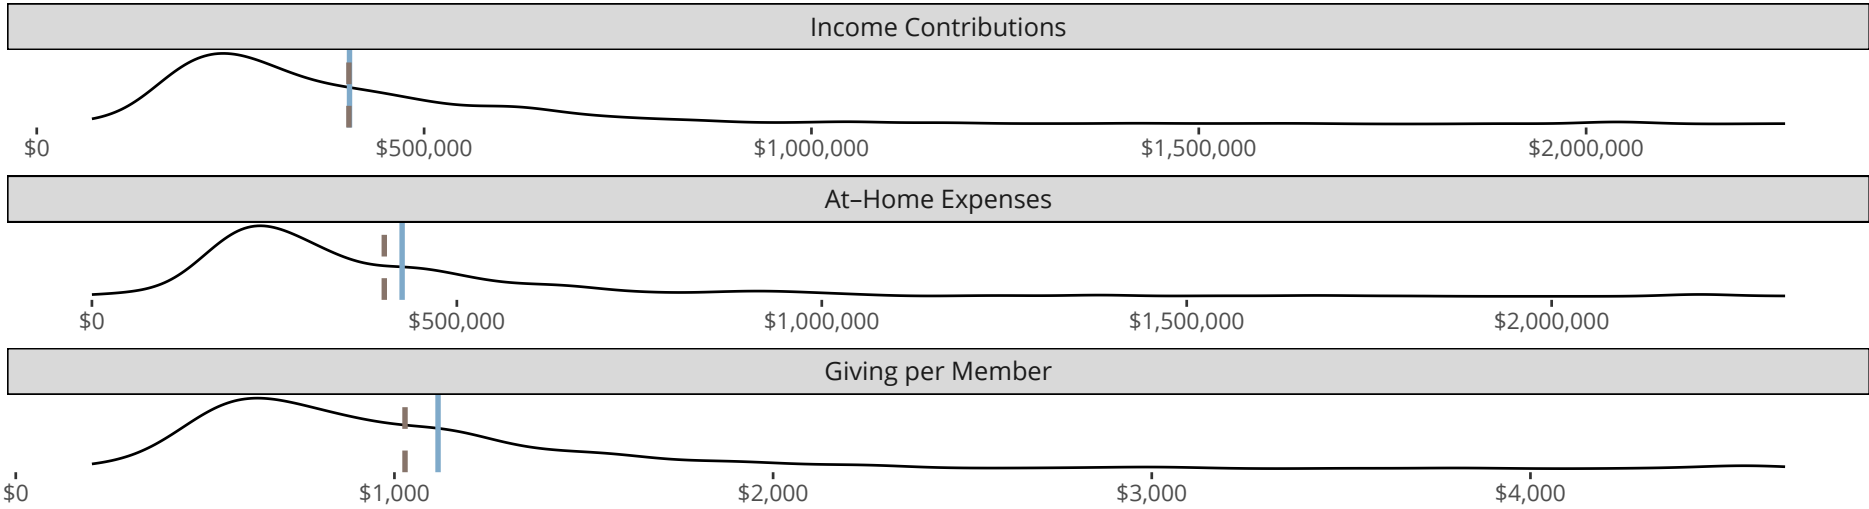 Income Contributions
$0 $500,000 $1,000,000 $1,500,000 $2,000,000
At–Home Expenses
$0 $500,000 $1,000,000 $1,500,000 $2,000,000
Giving per Member
$0 $1,000 $2,000 $3,000 $4,000